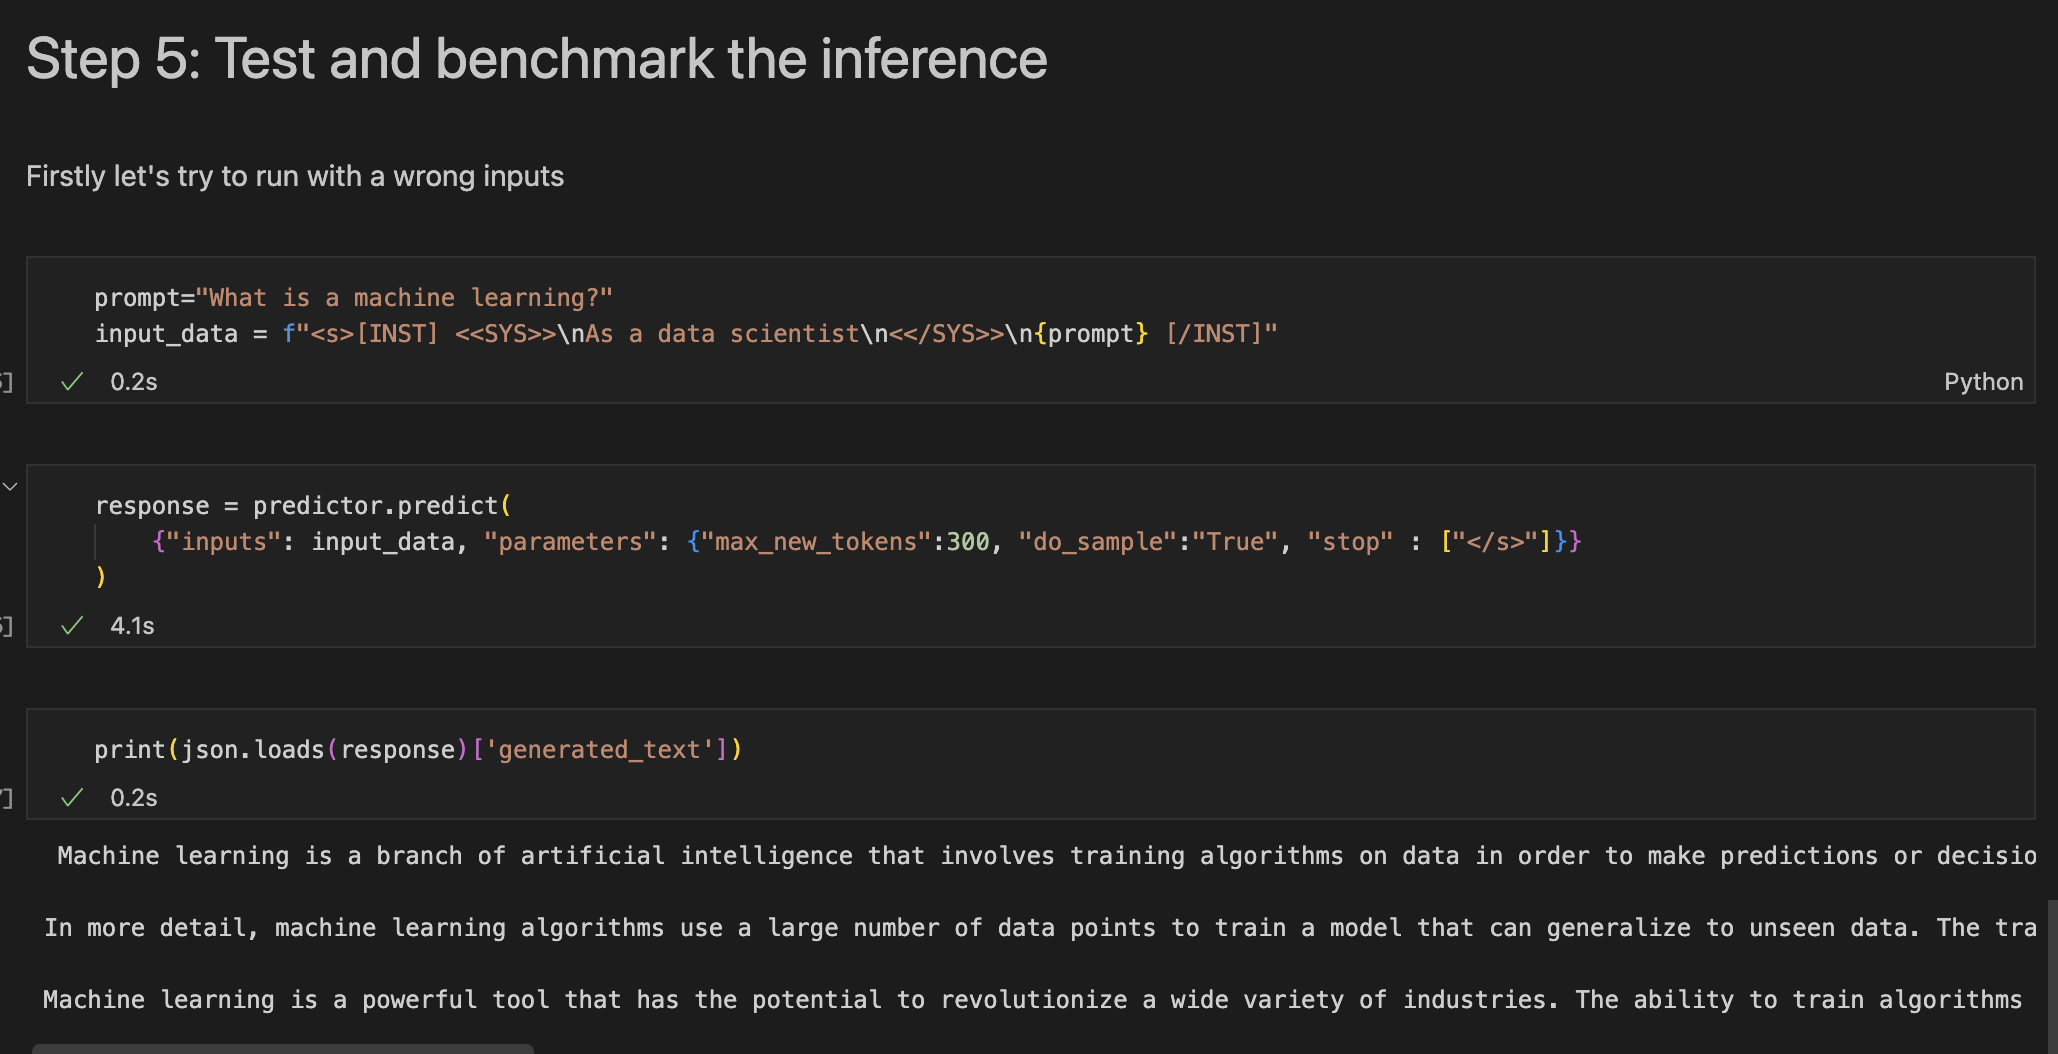 Step 5: Test and benchmark the inference
Firstly let's try to run with a wrong inputs
prompt="What is a machine learning?"
input_data = f"<s>[INST] <<SYS>>\nAs a data scientist\n<</SYS>>\n{prompt} [/INST]"
0.2s
Python
response = predictor.predict(
{"inputs": input_data, "parameters": {"max_new_tokens":300, "do_sample":"True", "stop" : ["</s>"]}}
)
4.1s
print(json.loads(response)['generated_text'])
0.2s
Machine learning is a branch of artificial intelligence that involves training algorithms on data in order to make predictions or decisio
In more detail, machine learning algorithms use a large number of data points to train a model that can generalize to unseen data. The tra
Machine learning is a powerful tool that has the potential to revolutionize a wide variety of industries. The ability to train algorithms